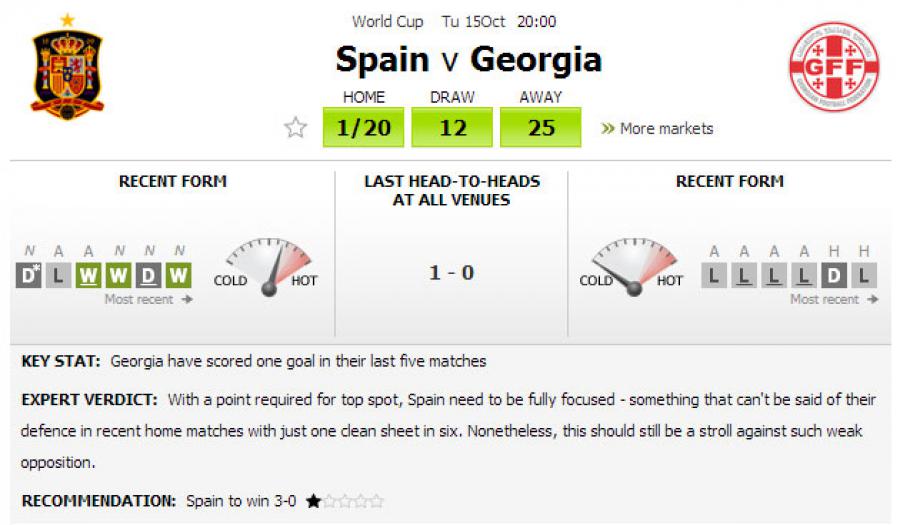 World Cup Tu 15Oct 20:00
Spain v Georgia
HOME DRAW AWAY
1/20 12 25 More markets
RECENT FORM
N A A N N N
D* L W W D W
Most recent
COLD HOT
LAST HEAD-TO-HEADS
AT ALL VENUES
1 - 0
GFF
RECENT FORM
COLD HOT
A A A A H H
L L L L D L
Most recent
KEY STAT: Georgia have scored one goal in their last five matches
EXPERT VERDICT: With a point required for top spot, Spain need to be fully focused - something that can't be said of their
defence in recent home matches with just one clean sheet in six. Nonetheless, this should still be a stroll against such weak
opposition.
RECOMMENDATION: Spain to win 3-0